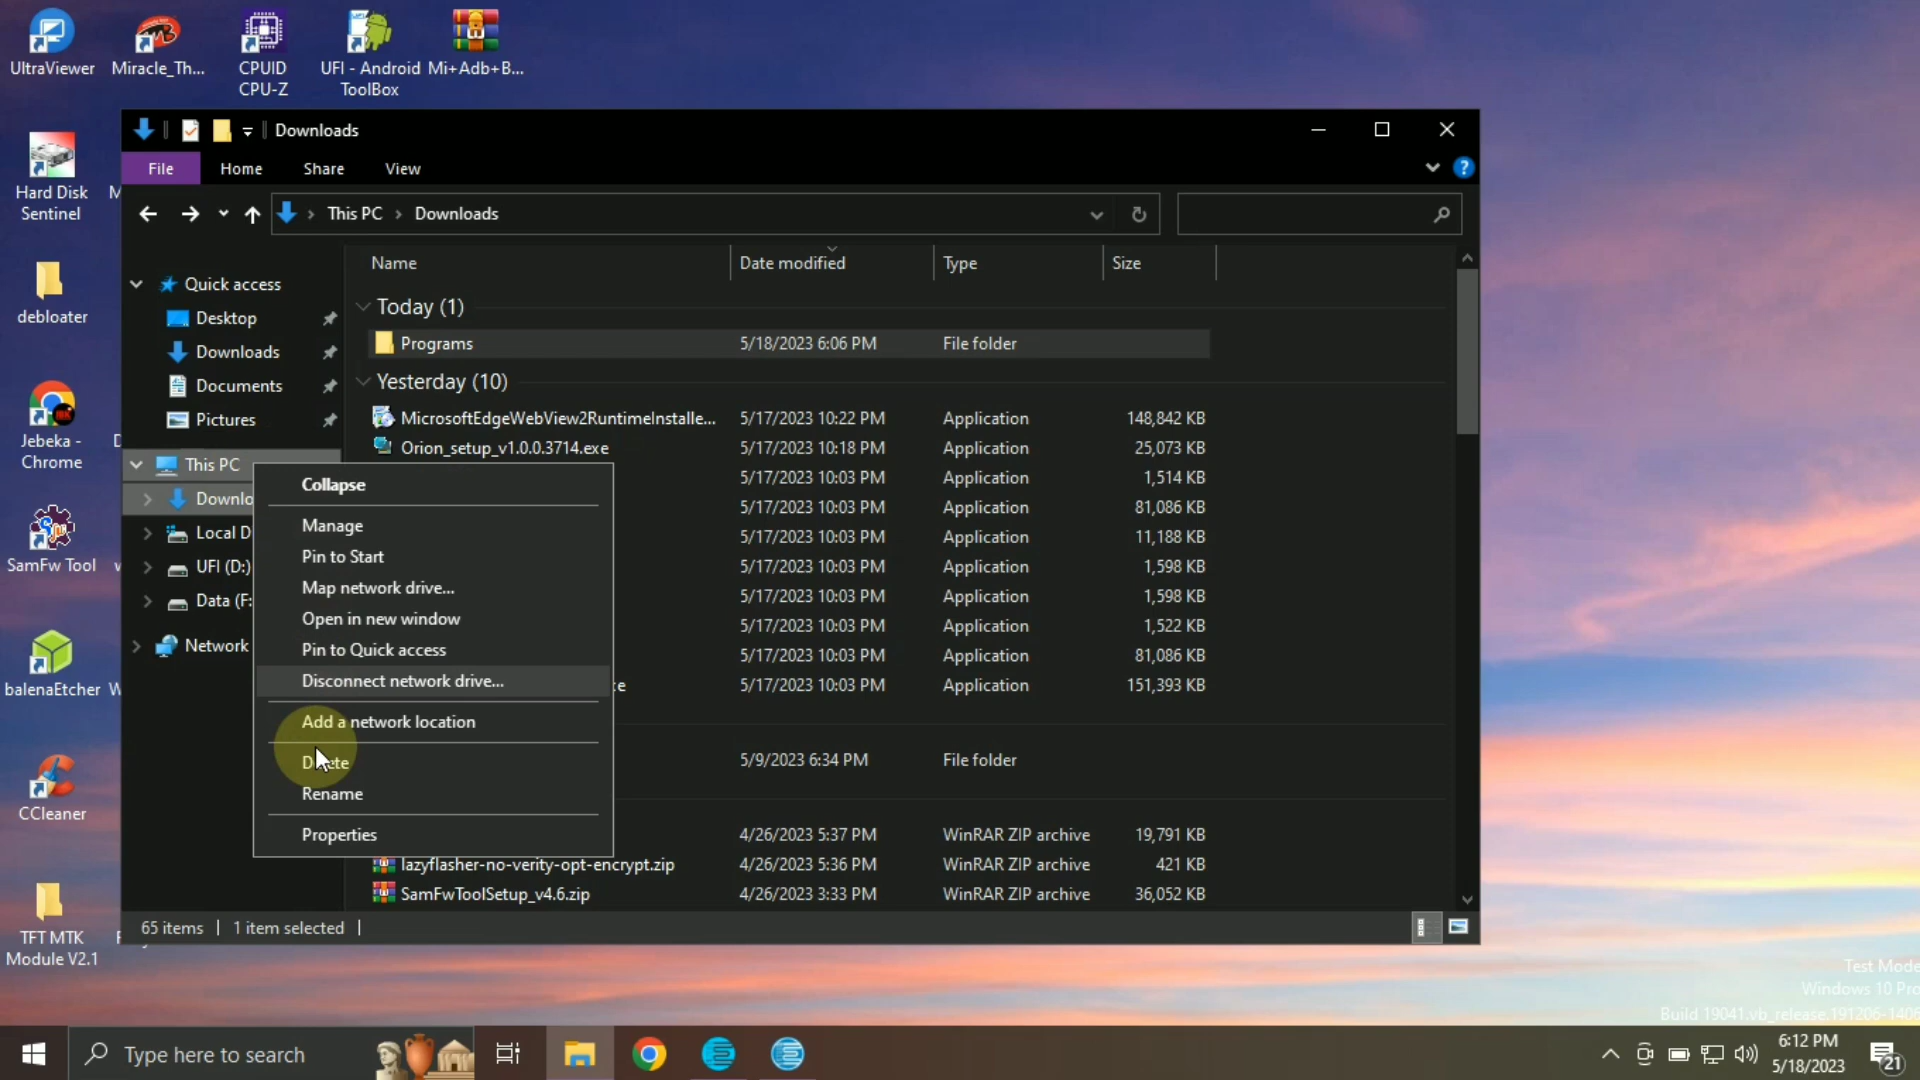 UltraViewer
Miracle_Th...
CPUID
CPU-Z
UFI - Android
ToolBox
Mi+Adb+B...
Hard Disk
Sentinel
debloater
Jebeka -
Chrome
SamFw Tool
balenaEtcher
CCleaner
TFT MTK
Module V2.1
Downloads
File
Home
Share
View
This PC
Downloads
Name
Date modified
Type
Size
Quick access
Desktop
Downloads
Documents
Pictures
This PC
Downlo
Local D
UFI (D:)
Data (F:
Network
Today (1)
Programs 5/18/2023 6:06 PM File folder
Yesterday (10)
MicrosoftEdgeWebView2RuntimeInstalle... 5/17/2023 10:22 PM Application 148,842 KB
Orion_setup_v1.0.0.3714.exe 5/17/2023 10:18 PM Application 25,073 KB
5/17/2023 10:03 PM Application 1,514 KB
5/17/2023 10:03 PM Application 81,086 KB
5/17/2023 10:03 PM Application 11,188 KB
5/17/2023 10:03 PM Application 1,598 KB
5/17/2023 10:03 PM Application 1,598 KB
5/17/2023 10:03 PM Application 1,522 KB
5/17/2023 10:03 PM Application 81,086 KB
5/17/2023 10:03 PM Application 151,393 KB
5/9/2023 6:34 PM File folder
4/26/2023 5:37 PM WinRAR ZIP archive 19,791 KB
lazyflasher-no-verity-opt-encrypt.zip 4/26/2023 5:36 PM WinRAR ZIP archive 421 KB
SamFwToolSetup_v4.6.zip 4/26/2023 3:33 PM WinRAR ZIP archive 36,052 KB
Collapse
Manage
Pin to Start
Map network drive...
Open in new window
Pin to Quick access
Disconnect network drive...
Add a network location
Delete
Rename
Properties
65 items
1 item selected
Test Mode
Windows 10 Pro
Build 19041.vb_release.191206-1406
Type here to search
6:12 PM
5/18/2023
21